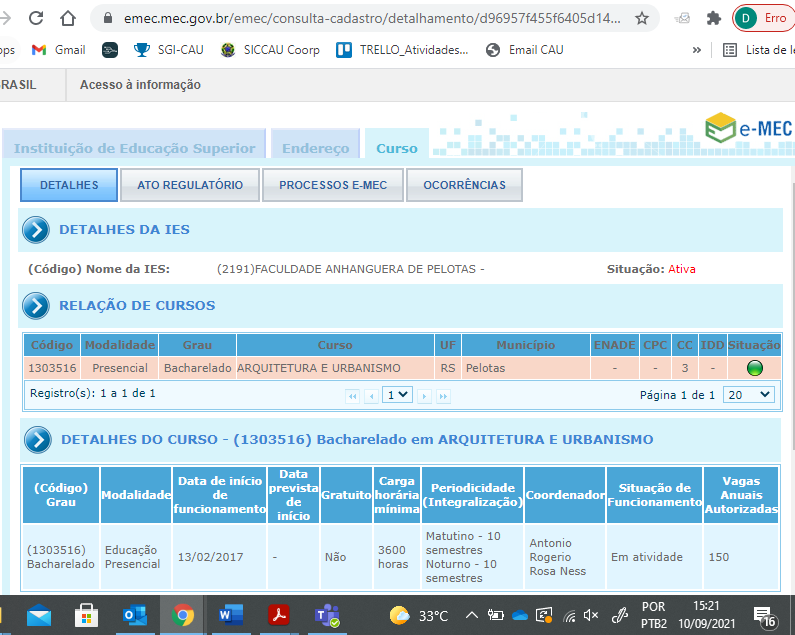 emec.mec.gov.br/emec/consulta-cadastro/detalhamento/d96957f455f6405d14...
D Erro
ops Gmail SGI-CAU SICCAU Coorp TRELLO_Atividades... Email CAU » Lista de le
RASIL Acesso à informação
e-MEC
Instituição de Educação Superior Endereço Curso
DETALHES ATO REGULATÓRIO PROCESSOS E-MEC OCORRÊNCIAS
DETALHES DA IES
(Código) Nome da IES: (2191)FACULDADE ANHANGUERA DE PELOTAS - Situação: Ativa
RELAÇÃO DE CURSOS
Código Modalidade Grau Curso UF Município ENADE CPC CC IDD Situação
1303516 Presencial Bacharelado ARQUITETURA E URBANISMO RS Pelotas - - 3 -
Registro(s): 1 a 1 de 1 1 Página 1 de 1 20
DETALHES DO CURSO - (1303516) Bacharelado em ARQUITETURA E URBANISMO
(Código) Grau Modalidade Data de início de funcionamento Data prevista de início Gratuito Carga horária mínima Periodicidade (Integralização) Coordenador Situação de Funcionamento Vagas Anuais Autorizadas
(1303516) Bacharelado Educação Presencial 13/02/2017 - Não 3600 horas Matutino - 10 semestres Noturno - 10 semestres Antonio Rogerio Rosa Ness Em atividade 150
33°C POR PTB2 15:21 10/09/2021 16